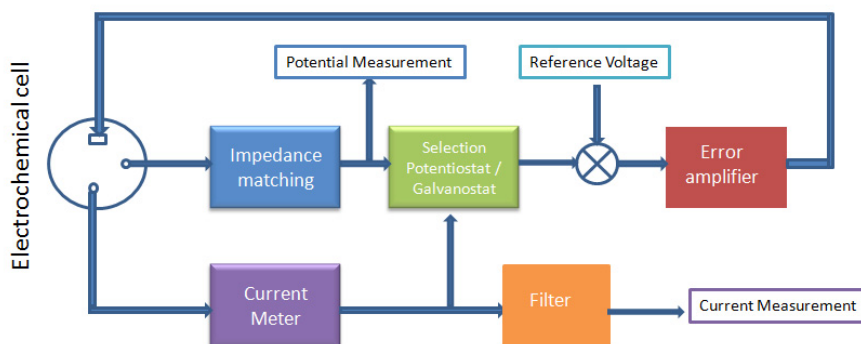 Electrochemical cell
Potential Measurement
Reference Voltage
Impedance
matching
Selection
Potentiostat /
Galvanostat
Error
amplifier
Current
Meter
Filter
Current Measurement